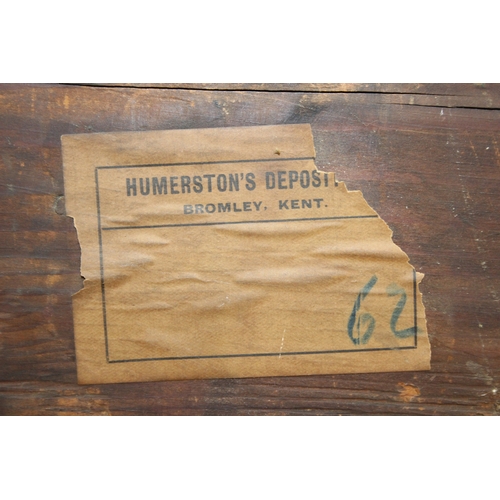 HUMERSTON'S DEPOSIT
BROMLEY, KENT.
62